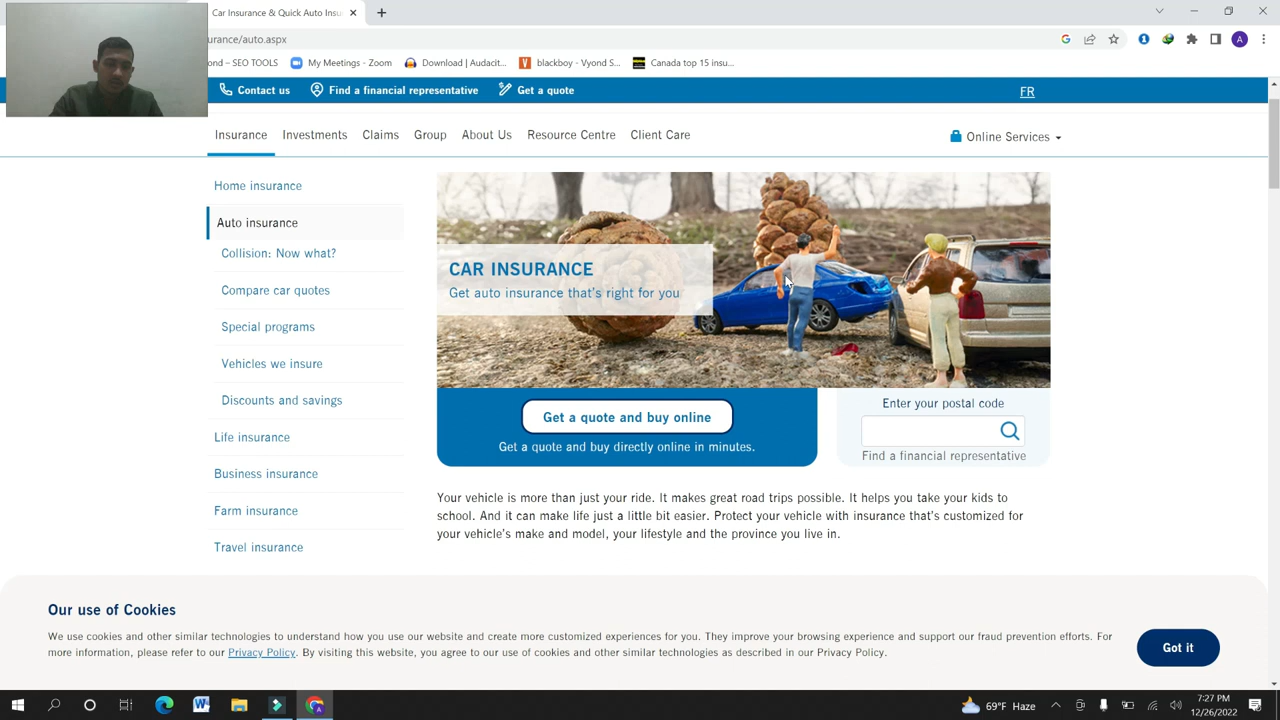 Car Insurance & Quick Auto Insu
urance/auto.aspx
ond – SEO TOOLS
My Meetings - Zoom
Download | Audacit...
blackboy - Vyond S...
Canada top 15 insu...
Contact us
Find a financial representative
Get a quote
FR
Insurance
Investments
Claims
Group
About Us
Resource Centre
Client Care
Online Services
Home insurance
Auto insurance
Collision: Now what?
Compare car quotes
Special programs
Vehicles we insure
Discounts and savings
Life insurance
Business insurance
Farm insurance
Travel insurance
CAR INSURANCE
Get auto insurance that's right for you
Get a quote and buy online
Get a quote and buy directly online in minutes.
Enter your postal code
Find a financial representative
Your vehicle is more than just your ride. It makes great road trips possible. It helps you take your kids to
school. And it can make life just a little bit easier. Protect your vehicle with insurance that's customized for
your vehicle's make and model, your lifestyle and the province you live in.
Our use of Cookies
We use cookies and other similar technologies to understand how you use our website and create more customized experiences for you. They improve your browsing experience and support our fraud prevention efforts. For
more information, please refer to our Privacy Policy. By visiting this website, you agree to our use of cookies and other similar technologies as described in our Privacy Policy.
Got it
69°F Haze
7:27 PM
12/26/2022